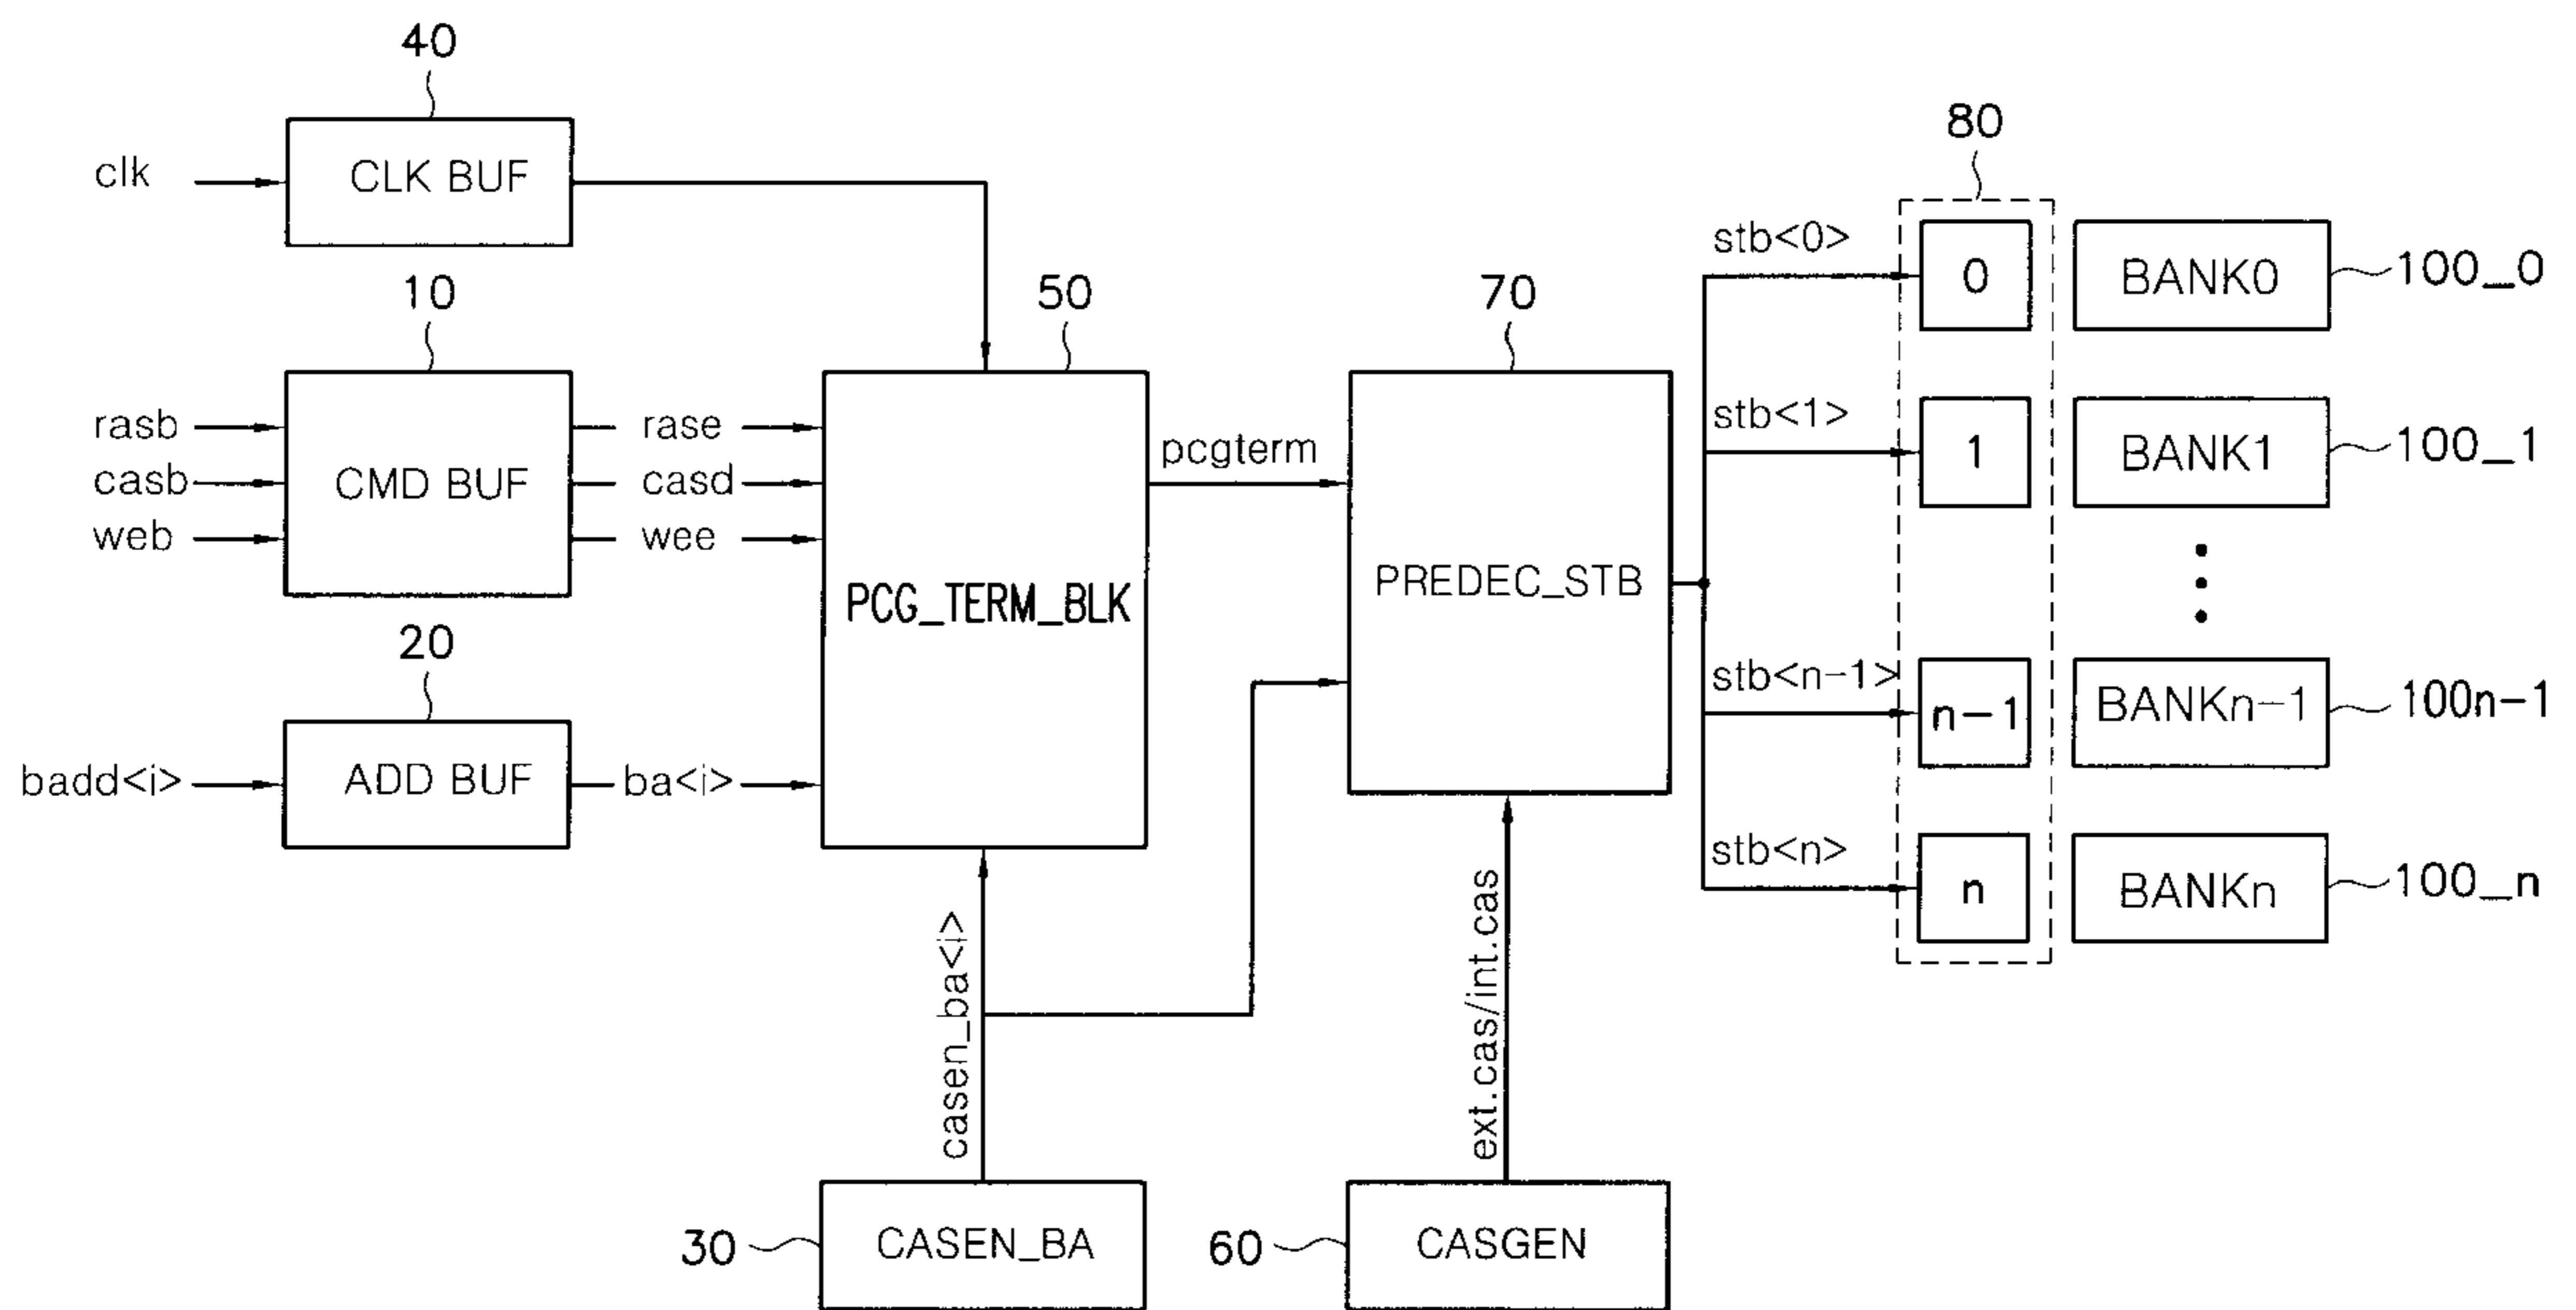 40
clk
CLK BUF
10
rasb
casb
web
CMD BUF
rase
casd
wee
20
badd<i>
ADD BUF
ba<i>
50
PCG_TERM_BLK
pcgterm
casen_ba<i>
30
CASEN_BA
70
PREDEC_STB
ext.cas/int.cas
60
CASGEN
80
stb<0>
0
BANK0
100_0
stb<1>
1
BANK1
100_1
stb<n-1>
n-1
BANKn-1
100n-1
stb<n>
n
BANKn
100_n